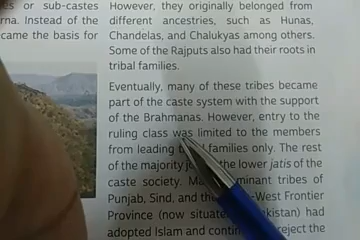 es or sub-castes
rna. Instead of the
came the basis for
However, they originally belonged from
different ancestries, such as Hunas,
Chandelas, and Chalukyas among others.
Some of the Rajputs also had their roots in
tribal families.
Eventually, many of these tribes became
part of the caste system with the support
of the Brahmanas. However, entry to the
ruling class was limited to the members
from leading families only. The rest
of the majority the lower jatis of the
caste society. minant tribes of
Punjab, Sind, and the -West Frontier
Province (now situate kistan) had
adopted Islam and contin eject the